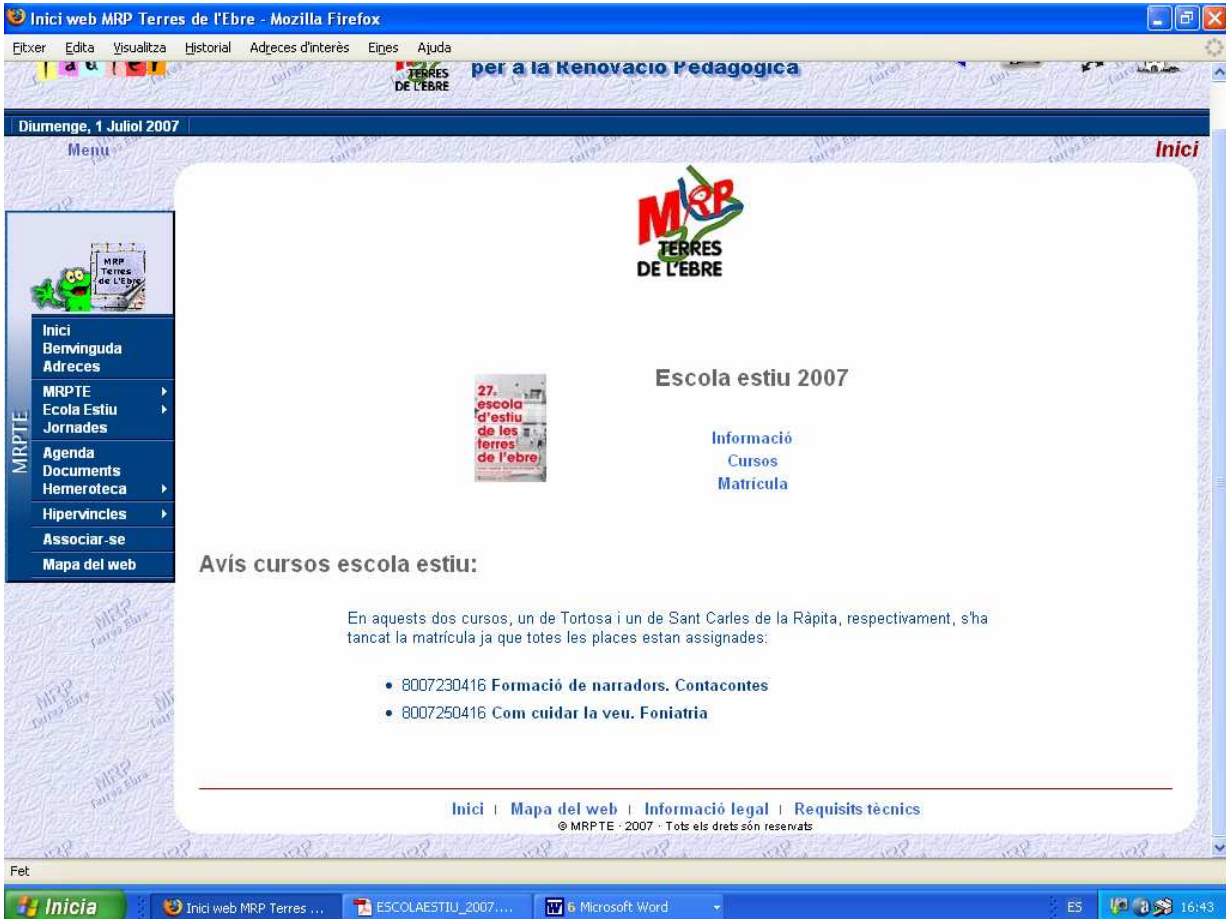 Inici web MRP Terres de l'Ebre - Mozilla Firefox
Fitxer Edita Visualitza Historial Adreces d'interès Eines Ajuda
TERRES
DE L'EBRE
per a la Renovació Pedagògica
Diumenge, 1 Juliol 2007
Menu
Inici
MRP
TERRES
DE L'EBRE
MRP
Terres
de L'Ebre
MRPTE
Inici
Benvinguda
Adreces
MRPTE
Ecola Estiu
Jornades
Agenda
Documents
Hemeroteca
Hipervincles
Associar-se
Mapa del web
27.
escola
d'estiu
de les
terres
de l'ebre
Escola estiu 2007
Informació
Cursos
Matrícula
Avís cursos escola estiu:
En aquests dos cursos, un de Tortosa i un de Sant Carles de la Ràpita, respectivament, s'ha
tancat la matrícula ja que totes les places estan assignades:
• 8007230416 Formació de narradors. Contacontes
• 8007250416 Com cuidar la veu. Foniatria
Inici | Mapa del web | Informació legal | Requisits tècnics
© MRPTE · 2007 · Tots els drets són reservats
Fet
Inicia
Inici web MRP Terres ...
ESCOLAESTIU_2007....
6 Microsoft Word
ES
16:43